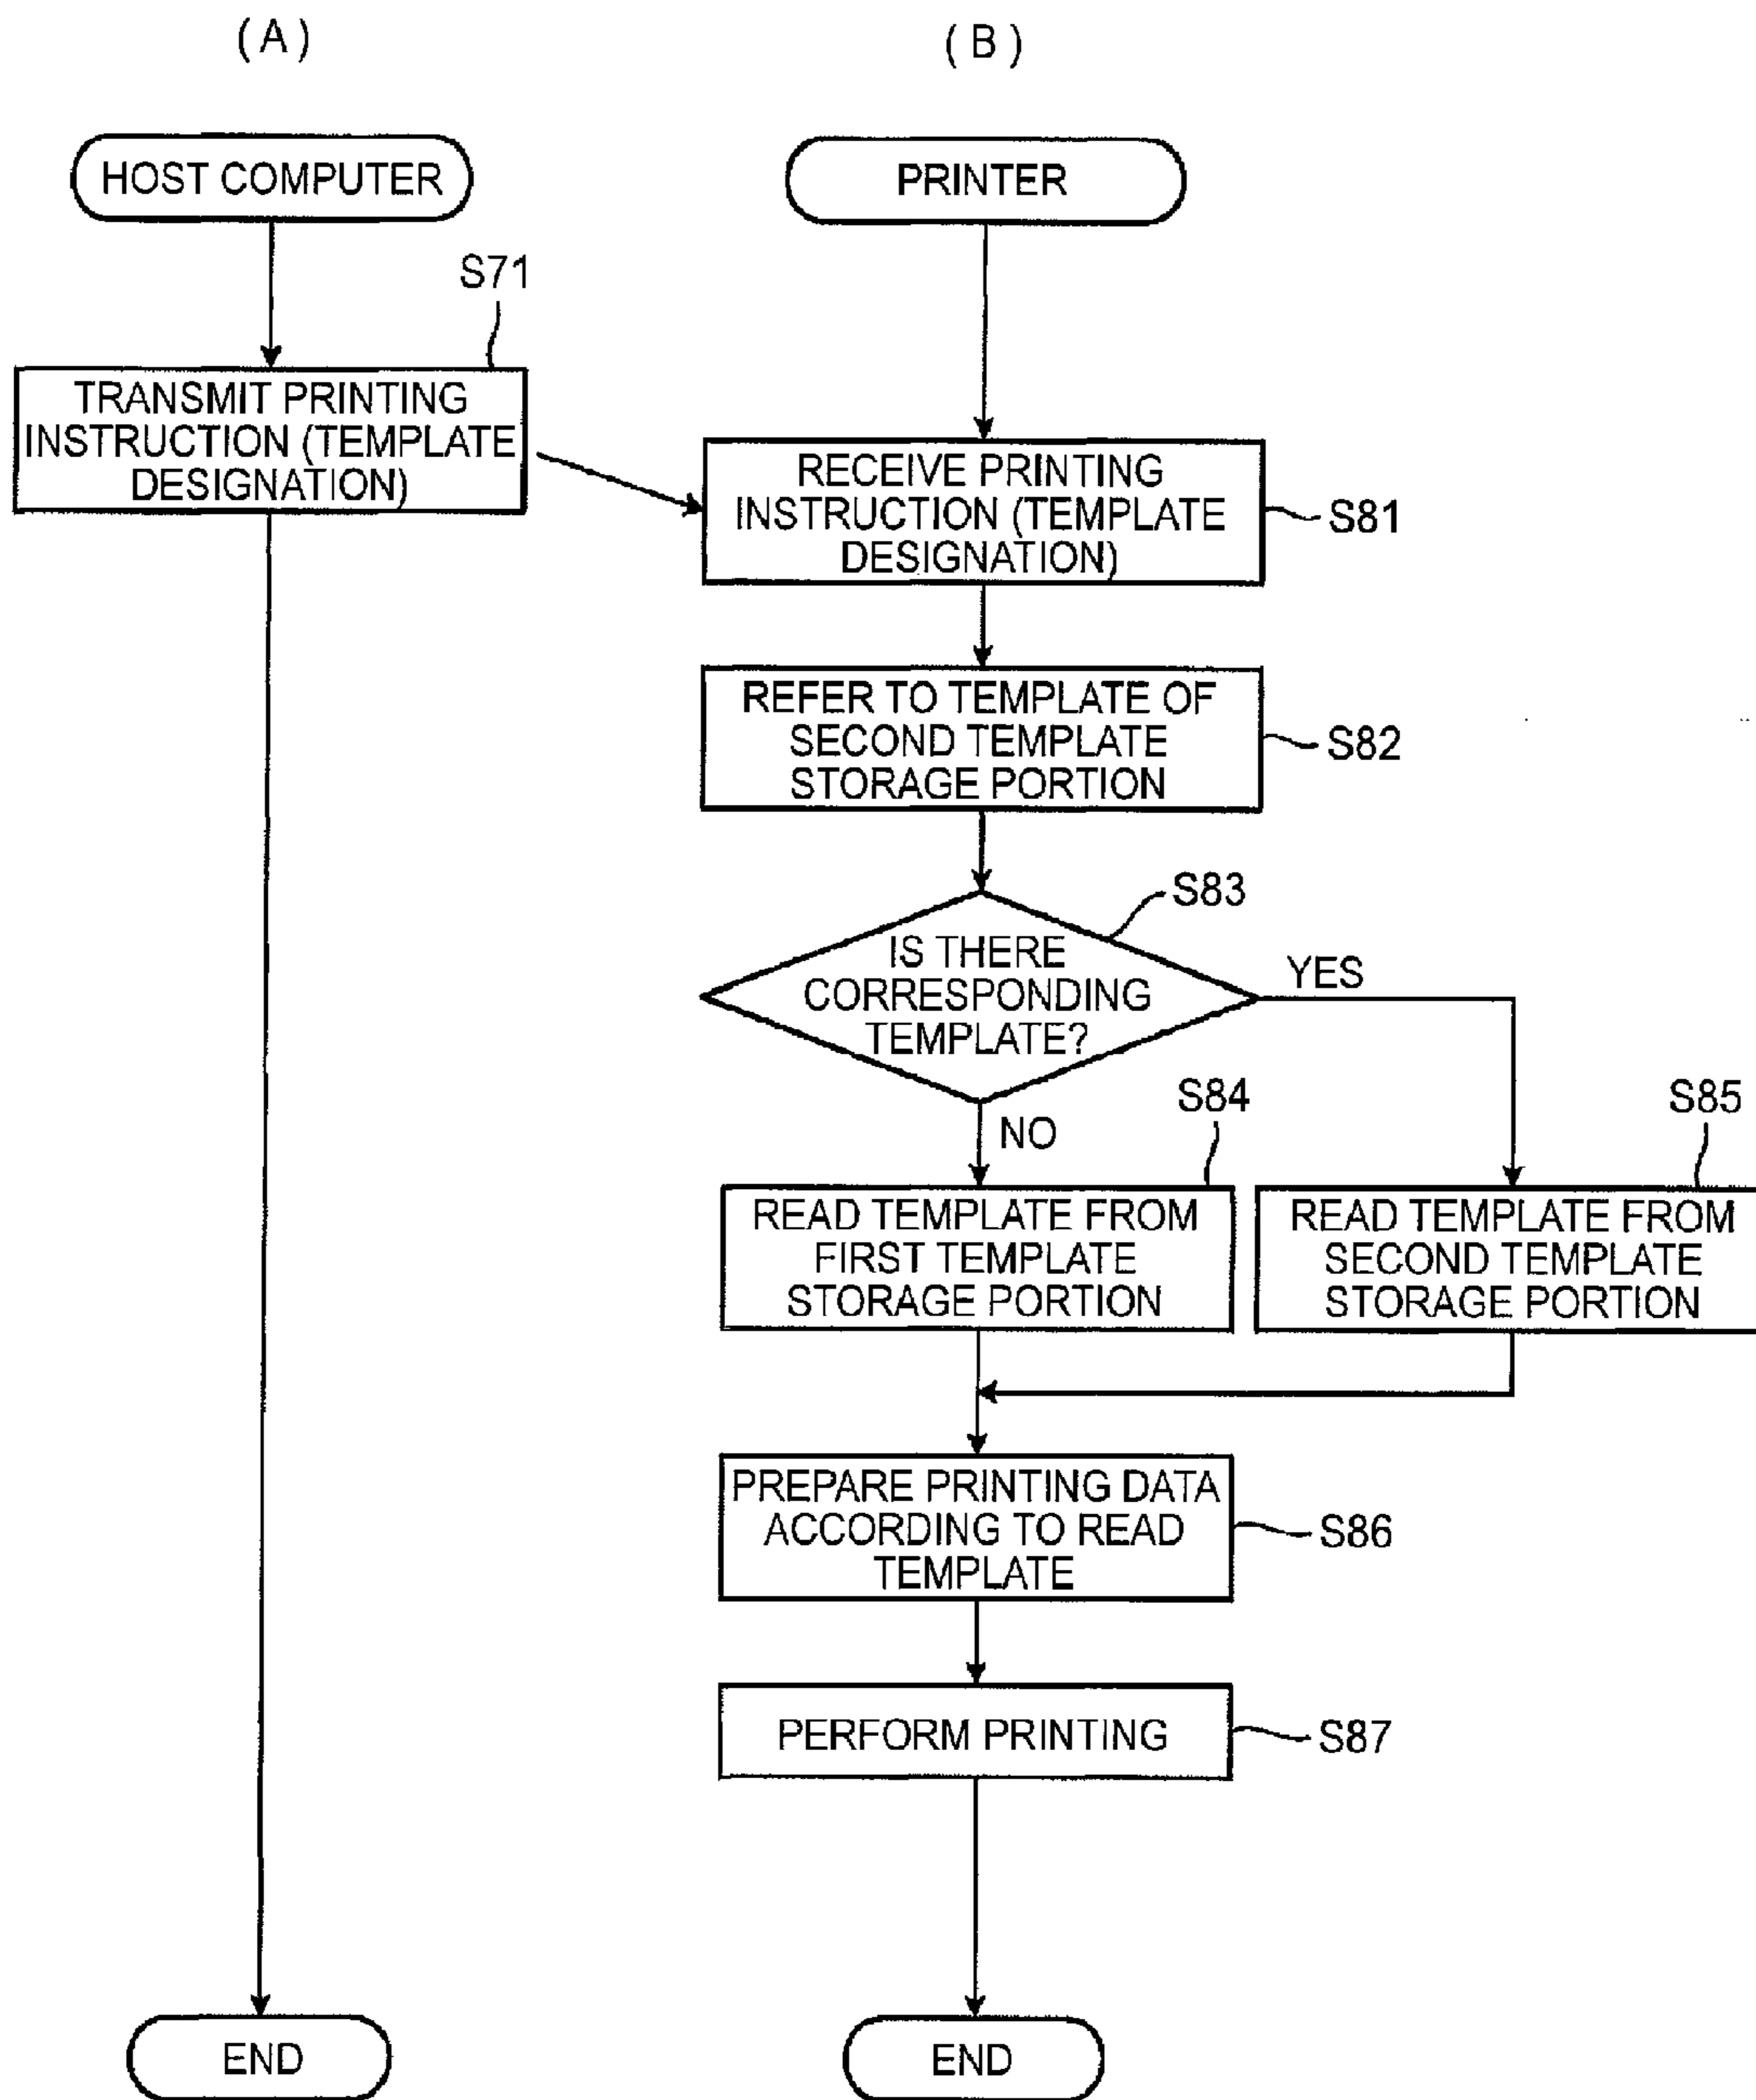 (A)
(B)
HOST COMPUTER
PRINTER
S71
TRANSMIT PRINTING
INSTRUCTION (TEMPLATE
DESIGNATION)
RECEIVE PRINTING
INSTRUCTION (TEMPLATE
DESIGNATION)
S81
REFER TO TEMPLATE OF
SECOND TEMPLATE
STORAGE PORTION
S82
S83
IS THERE
CORRESPONDING
TEMPLATE?
YES
NO
S84
S85
READ TEMPLATE FROM
FIRST TEMPLATE
STORAGE PORTION
READ TEMPLATE FROM
SECOND TEMPLATE
STORAGE PORTION
PREPARE PRINTING DATA
ACCORDING TO READ
TEMPLATE
S86
PERFORM PRINTING
S87
END
END